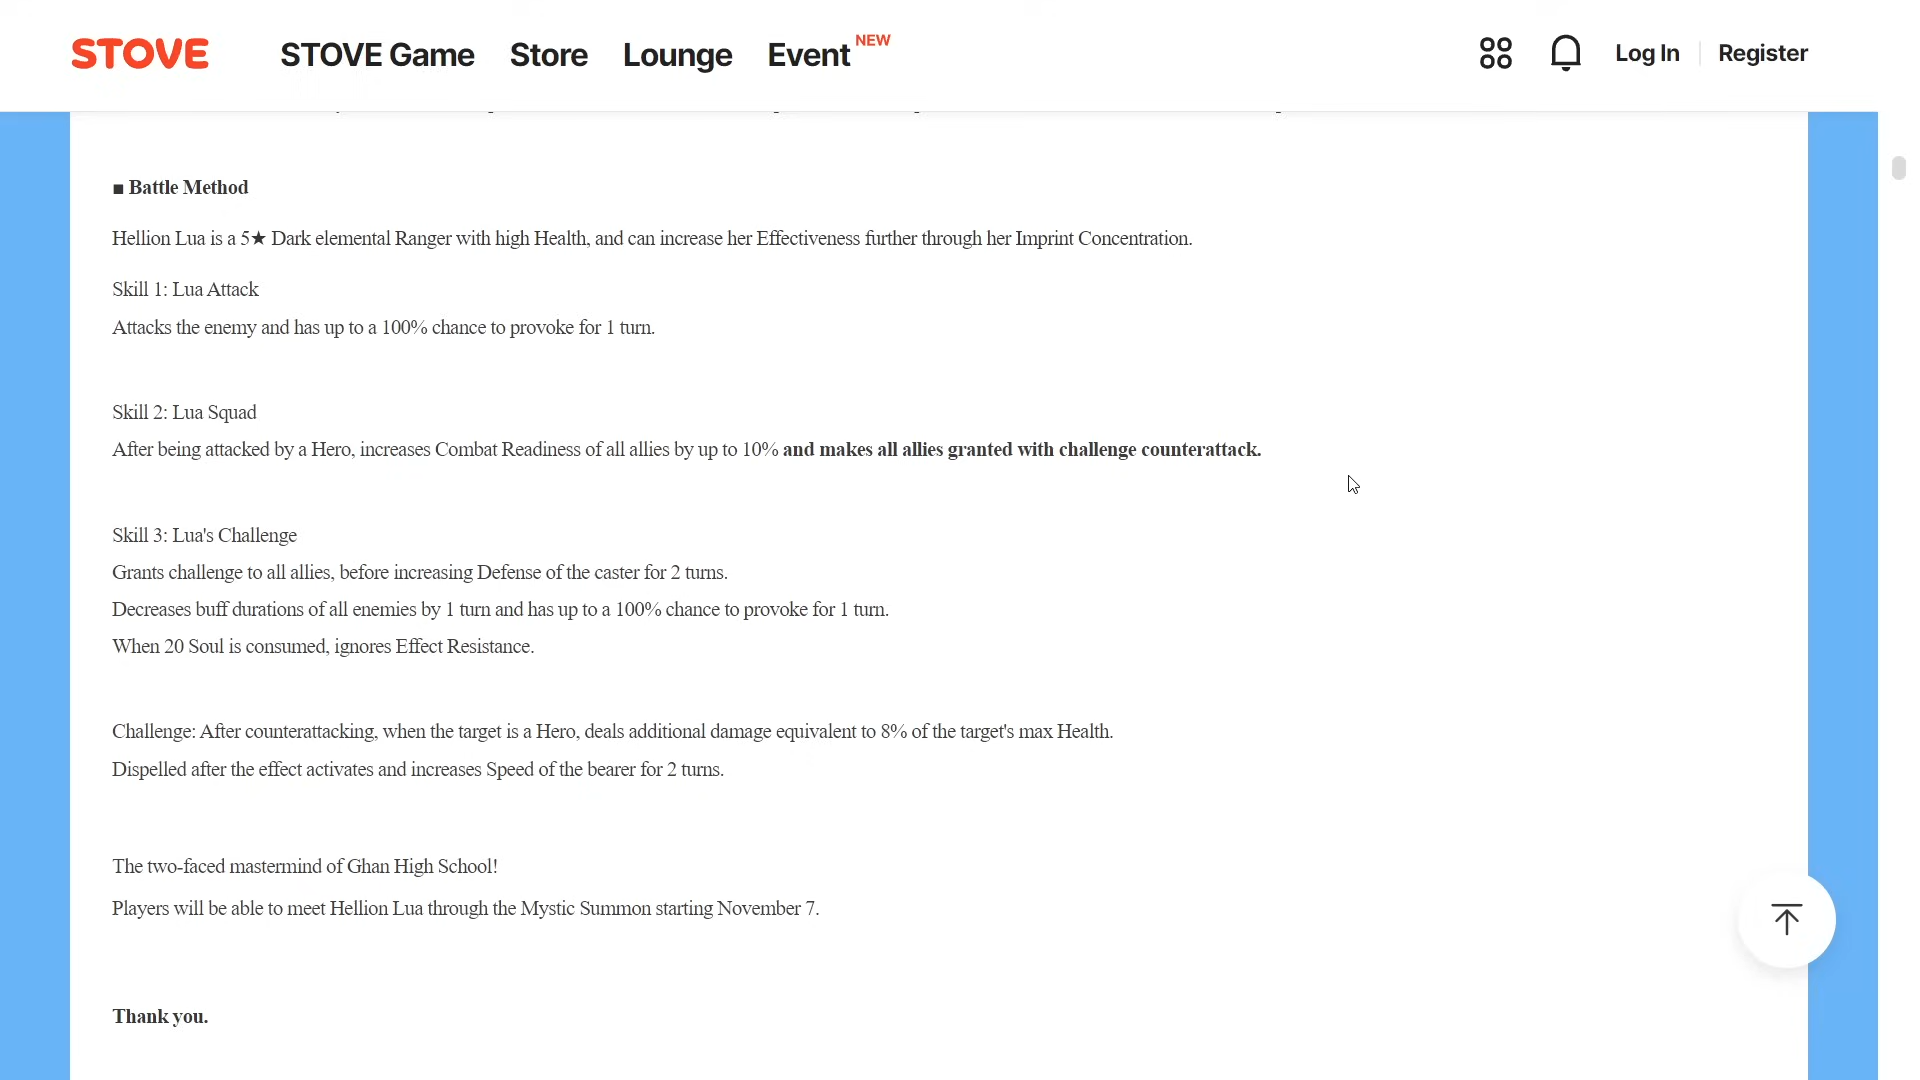 STOVE
STOVE Game Store Lounge Event NEW
Log In Register
■ Battle Method
Hellion Lua is a 5★ Dark elemental Ranger with high Health, and can increase her Effectiveness further through her Imprint Concentration.
Skill 1: Lua Attack
Attacks the enemy and has up to a 100% chance to provoke for 1 turn.
Skill 2: Lua Squad
After being attacked by a Hero, increases Combat Readiness of all allies by up to 10% and makes all allies granted with challenge counterattack.
Skill 3: Lua's Challenge
Grants challenge to all allies, before increasing Defense of the caster for 2 turns.
Decreases buff durations of all enemies by 1 turn and has up to a 100% chance to provoke for 1 turn.
When 20 Soul is consumed, ignores Effect Resistance.
Challenge: After counterattacking, when the target is a Hero, deals additional damage equivalent to 8% of the target's max Health.
Dispelled after the effect activates and increases Speed of the bearer for 2 turns.
The two-faced mastermind of Ghan High School!
Players will be able to meet Hellion Lua through the Mystic Summon starting November 7.
Thank you.